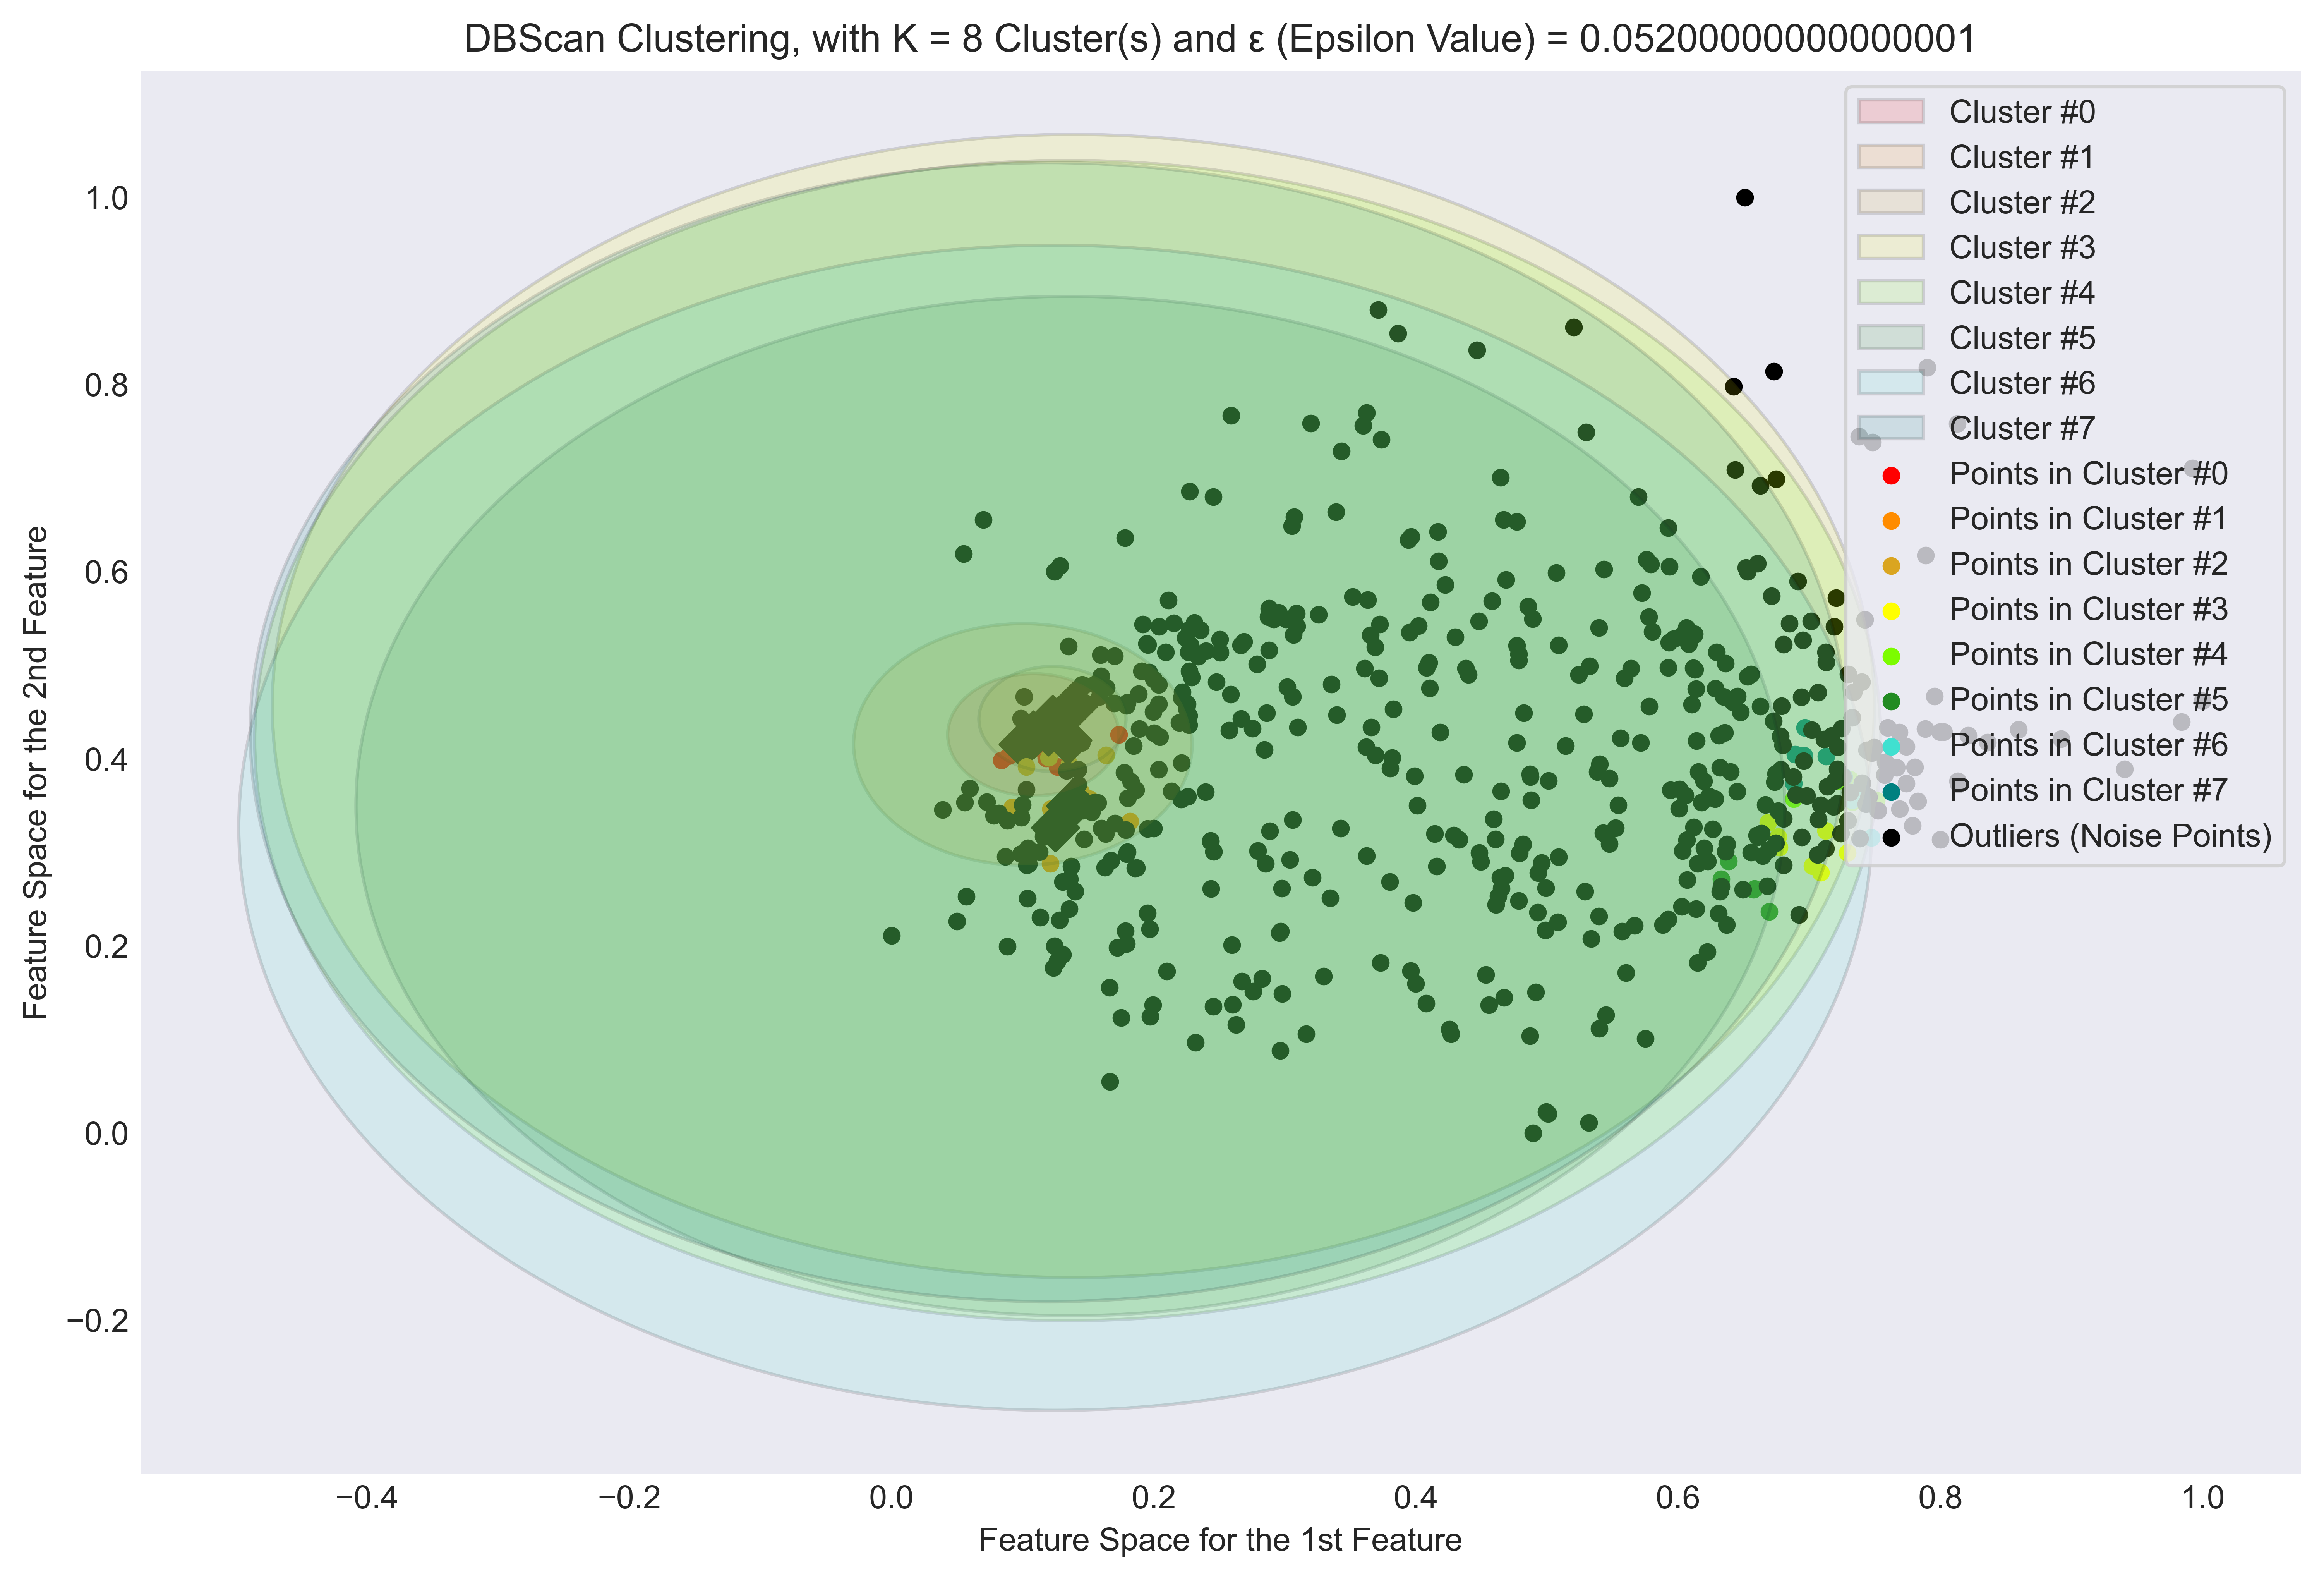 DBScan Clustering, with K = 8 Cluster(s) and ε (Epsilon Value) = 0.05200000000000001
Cluster #0
Cluster #1
Cluster #2
Cluster #3
Cluster #4
Cluster #5
Cluster #6
Cluster #7
Points in Cluster #0
Points in Cluster #1
Points in Cluster #2
Points in Cluster #3
Points in Cluster #4
Points in Cluster #5
Points in Cluster #6
Points in Cluster #7
Outliers (Noise Points)
Feature Space for the 2nd Feature
1.0
0.8
0.6
0.4
0.2
0.0
−0.2
−0.4 −0.2 0.0 0.2 0.4 0.6 0.8 1.0
Feature Space for the 1st Feature